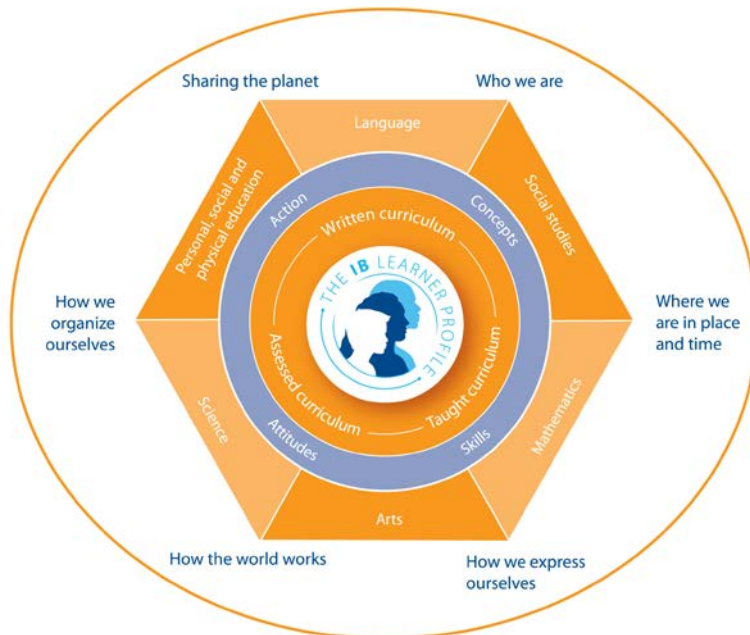 Sharing the planet
Who we are
Language
Personal, social and
physical education
Social studies
Action
Concepts
Written curriculum
THE IB LEARNER PROFILE
How we
organize
ourselves
Where we
are in place
and time
Assessed curriculum
Taught curriculum
Science
Mathematics
Attitudes
Skills
Arts
How the world works
How we express
ourselves